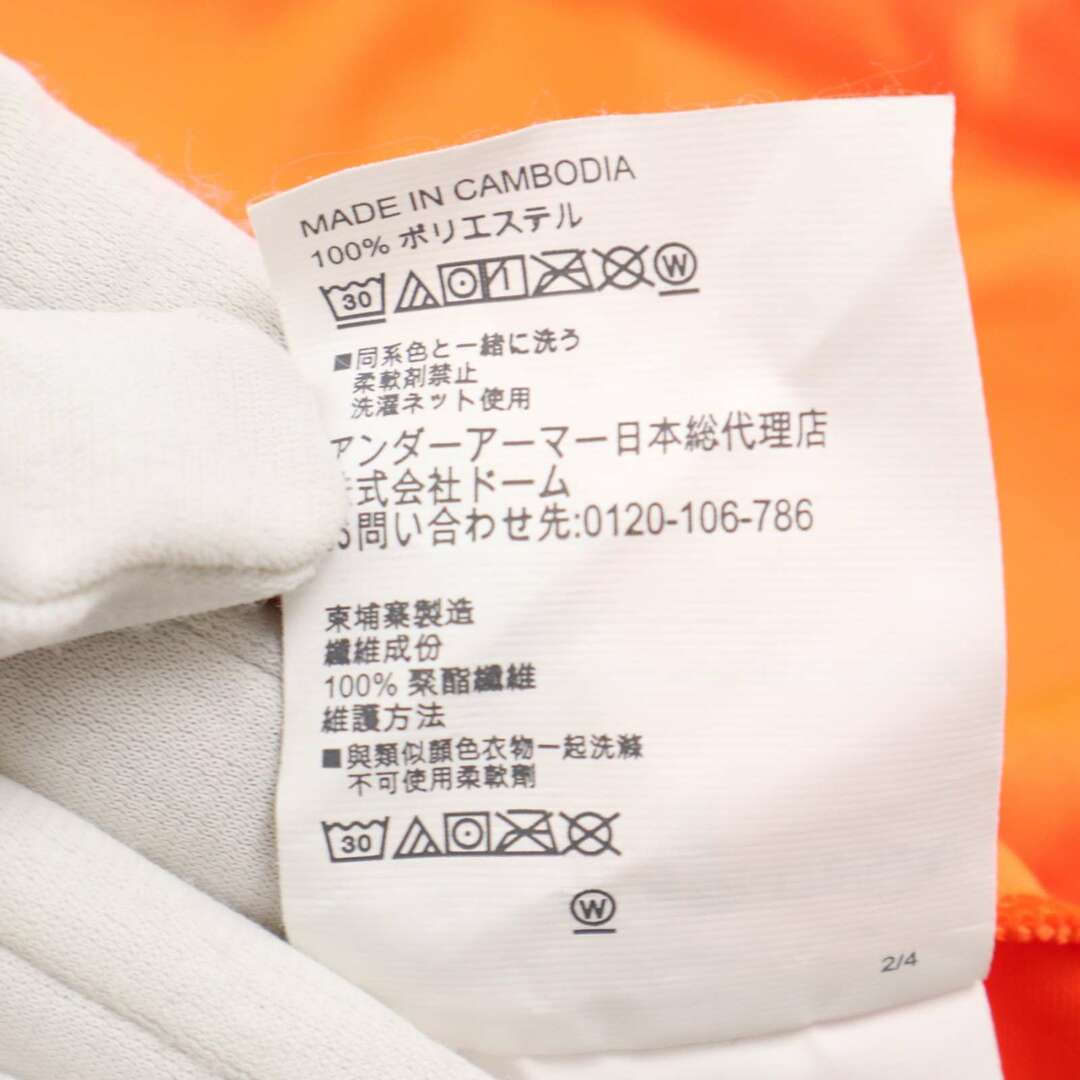 MADE IN CAMBODIA
100% ポリエステル
30 W
■同系色と一緒に洗う
柔軟剤禁止
洗濯ネット使用
アンダーアーマー日本総代理店
株式会社ドーム
お問い合わせ先:0120-106-786
柬埔寨製造
纖維成份
100% 聚酯纖維
維護方法
■與類似顏色衣物一起洗滌
不可使用柔軟劑
30
W
2/4